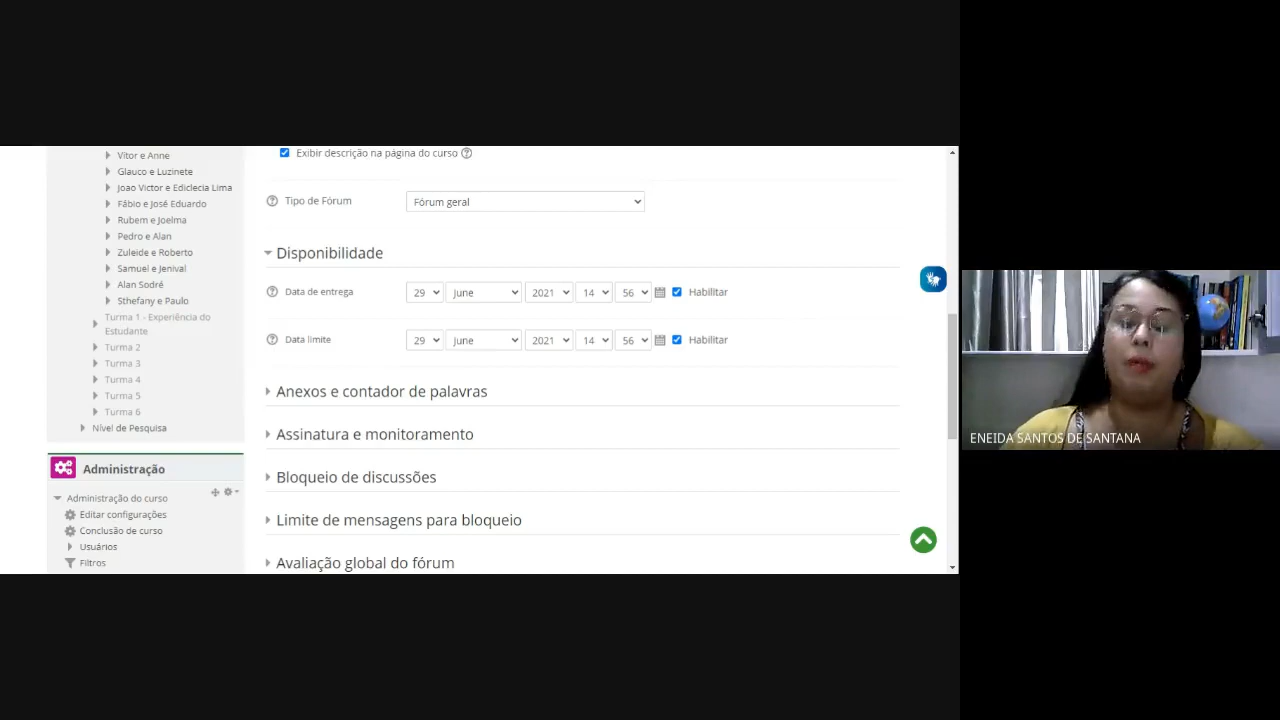 Vitor e Anne
Glauco e Luzinete
Joao Victor e Ediclecia Lima
Fábio e José Eduardo
Rubem e Joelma
Pedro e Alan
Zuleide e Roberto
Samuel e Jenival
Alan Sodré
Sthefany e Paulo
Turma 1 - Experiência do
Estudante
Turma 2
Turma 3
Turma 4
Turma 5
Turma 6
Nível de Pesquisa
Administração
Administração do curso
Editar configurações
Conclusão de curso
Usuários
Filtros
Exibir descrição na página do curso
Tipo de Fórum Fórum geral
Disponibilidade
Data de entrega 29 June 2021 14 56 Habilitar
Data limite 29 June 2021 14 56 Habilitar
Anexos e contador de palavras
Assinatura e monitoramento
Bloqueio de discussões
Limite de mensagens para bloqueio
Avaliação global do fórum
ENEIDA SANTOS DE SANTANA